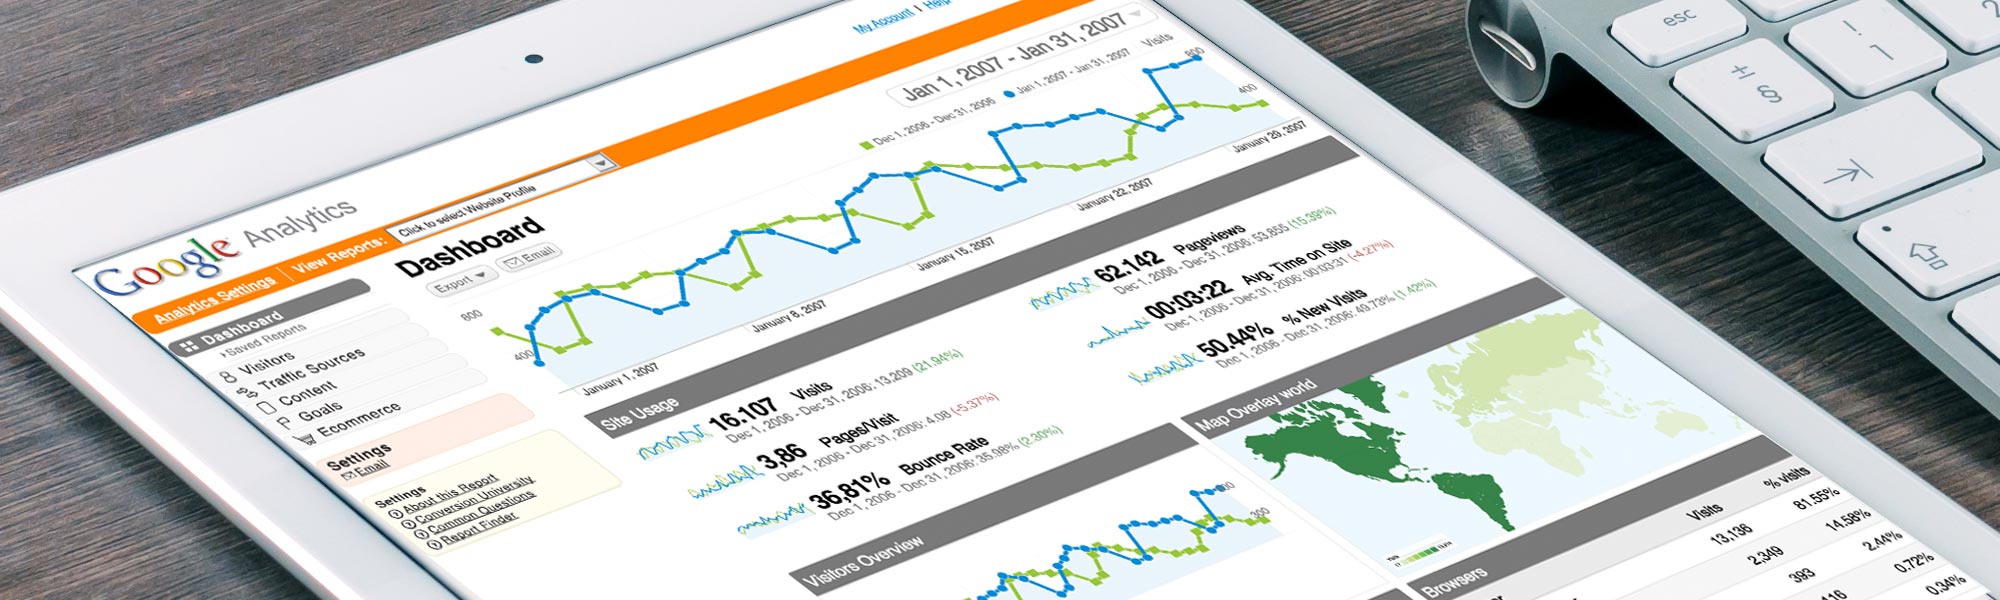 My Account | Help
Google Analytics
Analytics Settings | View Reports:
Click to select Website Profile
Jan 1, 2007 - Jan 31, 2007
Dec 1, 2006 - Dec 31, 2006
Jan 1, 2007 - Jan 31, 2007
Visits
Dashboard
Saved Reports
Visitors
Traffic Sources
Content
Goals
Ecommerce
Settings
Email
Settings
About this Report
Conversion University
Common Questions
Report Finder
Dashboard
Export
Email
800
400
800
400
January 1, 2007
January 8, 2007
January 15, 2007
January 22, 2007
January 29, 2007
Site Usage
16.107 Visits
Dec 1, 2006 - Dec 31, 2006: 13,209 (21.94%)
3,86 Pages/Visit
Dec 1, 2006 - Dec 31, 2006: 4.08 (-5.37%)
36,81% Bounce Rate
Dec 1, 2006 - Dec 31, 2006: 35.98% (2.30%)
62.142 Pageviews
Dec 1, 2006 - Dec 31, 2006: 53,855 (15.39%)
00:03:22 Avg. Time on Site
Dec 1, 2006 - Dec 31, 2006: 00:03:31 (-4.27%)
50.44% % New Visits
Dec 1, 2006 - Dec 31, 2006: 49.73% (1.42%)
Visitors Overview
Map Overlay world
Browsers
Visits
% Visits
13,136
81.55%
2,349
14.58%
393
2.44%
116
0.72%
0.34%
esc
±
§
!
1
2